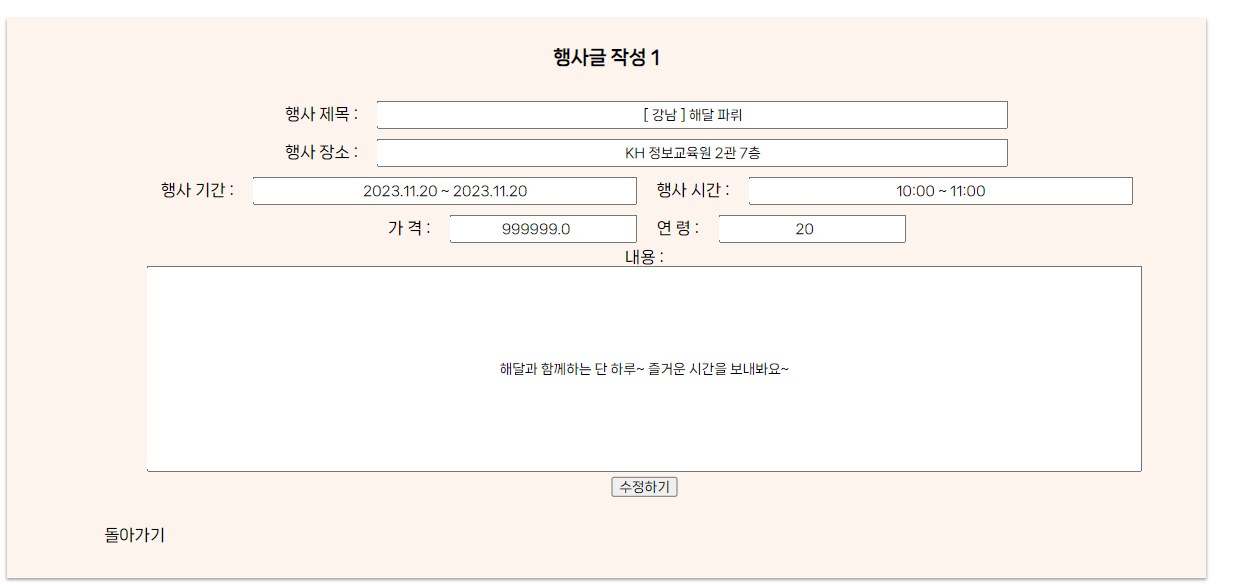 행사글 작성 1
행사 제목 : [ 강남 ] 해달 파뤼
행사 장소 : KH 정보교육원 2관 7층
행사 기간 : 2023.11.20 ~ 2023.11.20 행사 시간 : 10:00 ~ 11:00
가 격 : 999999.0 연 령 : 20
내용 :
해달과 함께하는 단 하루~ 즐거운 시간을 보내봐요~
수정하기
돌아가기